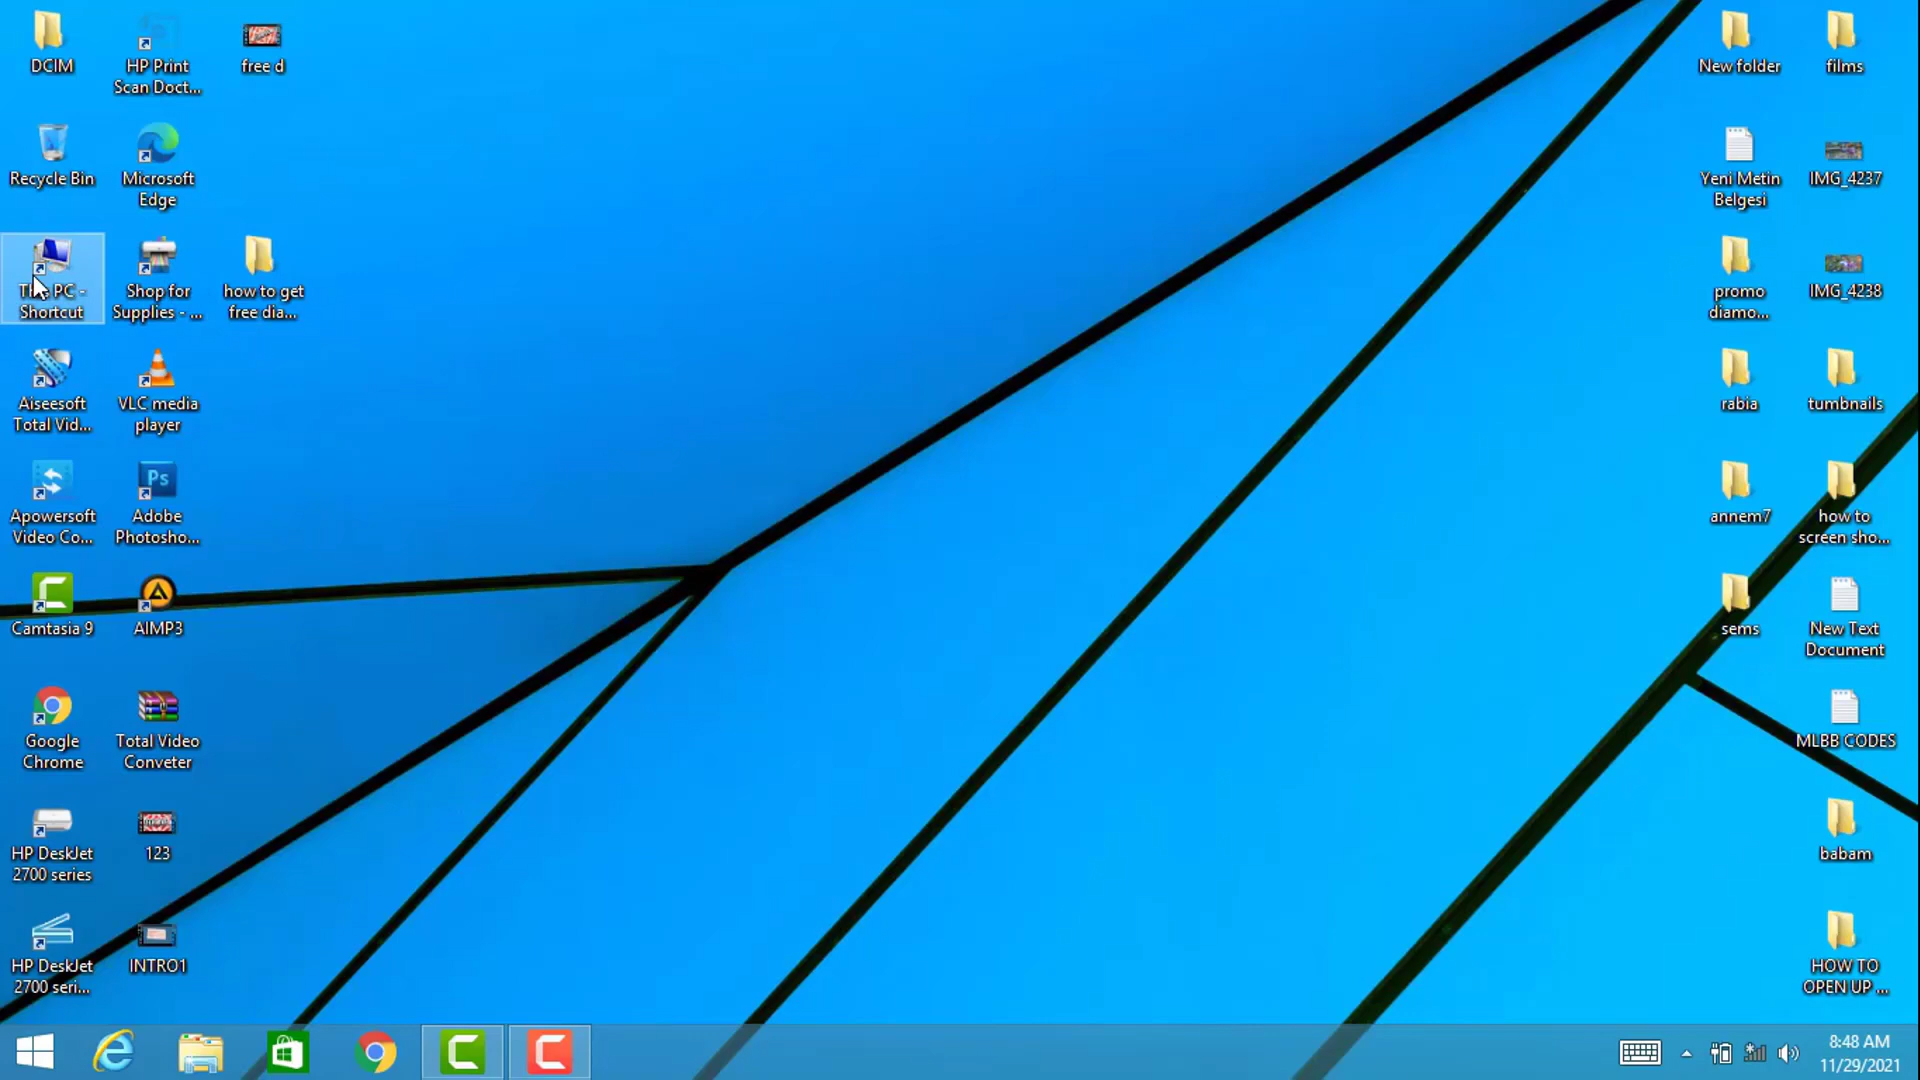 DCIM
HP Print
Scan Doct...
free d
Recycle Bin
Microsoft
Edge
PC -
Shortcut
Shop for
Supplies - ...
how to get
free dia...
Aiseesoft
Total Vid...
VLC media
player
Apowersoft
Video Co...
Ps
Adobe
Photosho...
Camtasia 9
AIMP3
Google
Chrome
Total Video
Conveter
HP DeskJet
2700 series
123
HP DeskJet
2700 seri...
INTRO1
New folder
films
Yeni Metin
Belgesi
IMG_4237
promo
diamo...
IMG_4238
rabia
tumbnails
annem7
how to
screen sho...
sems
New Text
Document
MLBB CODES
babam
HOW TO
OPEN UP ...
8:48 AM
11/29/2021